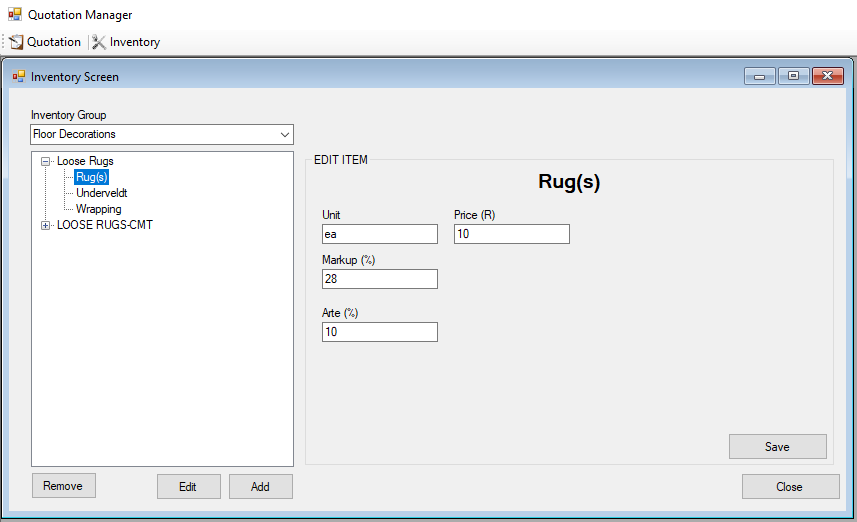 Quotation Manager
Quotation Inventory
Inventory Screen
Inventory Group
Floor Decorations
Loose Rugs
Rug(s)
Underveldt
Wrapping
LOOSE RUGS-CMT
EDIT ITEM
Rug(s)
Unit Price (R)
ea 10
Markup (%)
28
Arte (%)
10
Save
Remove Edit Add Close